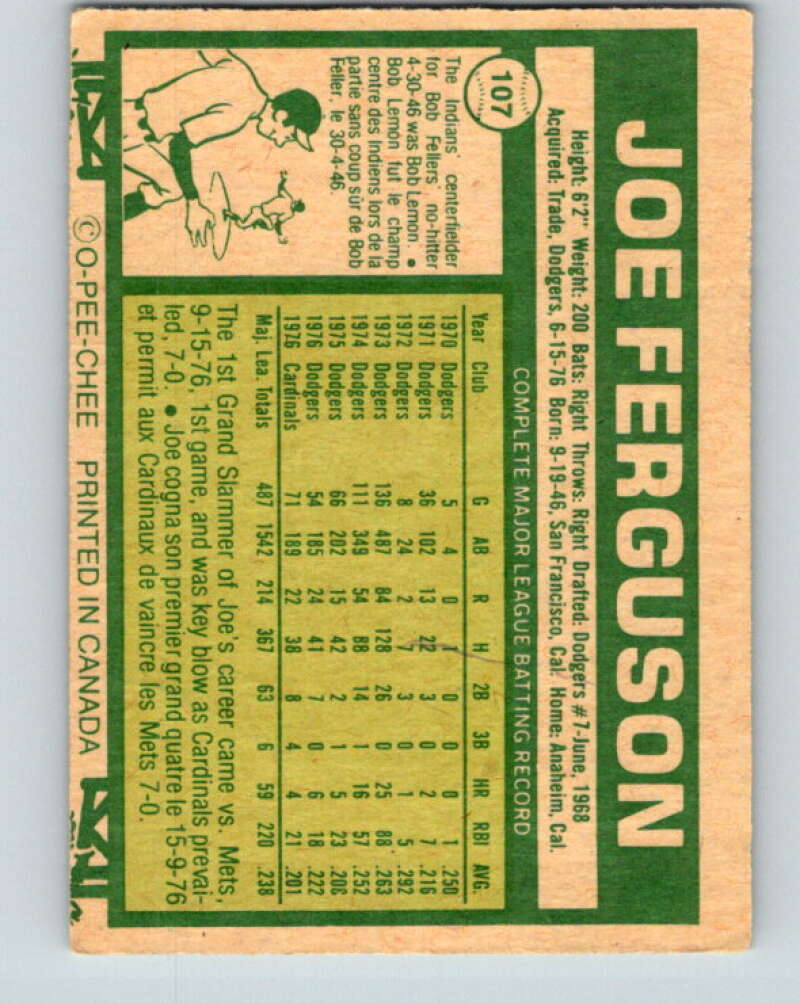 JOE FERGUSON
107
Height: 6'2" Weight: 200 Bats: Right Throws: Right Drafted: Dodgers #7-June, 1968
Acquired: Trade, Dodgers, 6-15-76 Born: 9-19-46, San Francisco, Cal. Home: Anaheim, Cal.
COMPLETE MAJOR LEAGUE BATTING RECORD
Year Club G AB R H 2B 3B HR RBI AVG.
1970 Dodgers 5 4 0 1 0 0 0 1 .250
1971 Dodgers 36 102 13 22 3 0 2 7 .216
1972 Dodgers 8 24 2 7 3 0 1 5 .292
1973 Dodgers 136 487 84 128 26 0 25 88 .263
1974 Dodgers 111 349 54 88 14 1 16 57 .252
1975 Dodgers 66 202 15 42 2 1 5 23 .206
1976 Dodgers 54 185 24 41 7 0 6 18 .222
1976 Cardinals 71 189 22 38 8 4 4 21 .201
Maj. Lea. Totals 487 1542 214 367 63 6 59 220 .238
The 1st Grand Slammer of Joe's career came vs. Mets,
9-15-76, 1st game, and was key blow as Cardinals prevai-
led, 7-0. ● Joe cogna son premier grand quatre le 15-9-76
et permit aux Cardinaux de vaincre les Mets 7-0.
The Indians' centerfielder
for Bob Fellers' no-hitter
4-30-46 was Bob Lemon. ●
Bob Lemon fut le champ
centre des Indiens lors de la
partie sans coup sûr de Bob
Feller, le 30-4-46.
© O-PEE-CHEE PRINTED IN CANADA